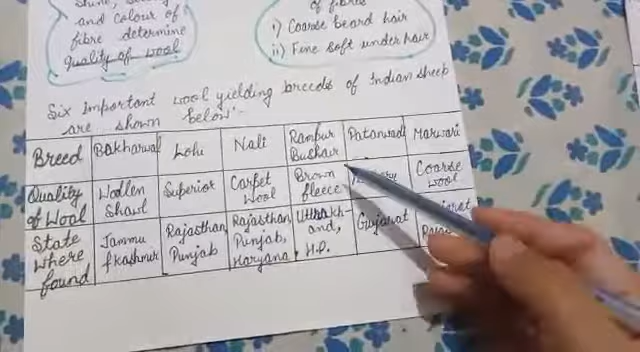 and colour of
fibre determine
quality of wool
of fibres
i) Coarse beard hair
ii) Fine soft under hair
Six important wool yielding breeds of Indian sheep
are shown below:-
Breed Bakharwal Lohi Nali Rampur Bushair Patanwadi Marwari
Quality of Wool Wollen Shawl Superior Carpet Wool Brown fleece Coarse wool
State where found Jammu & Kashmir Rajasthan, Punjab Rajasthan, Punjab, Haryana Uttrakhand, H.P. Gujarat